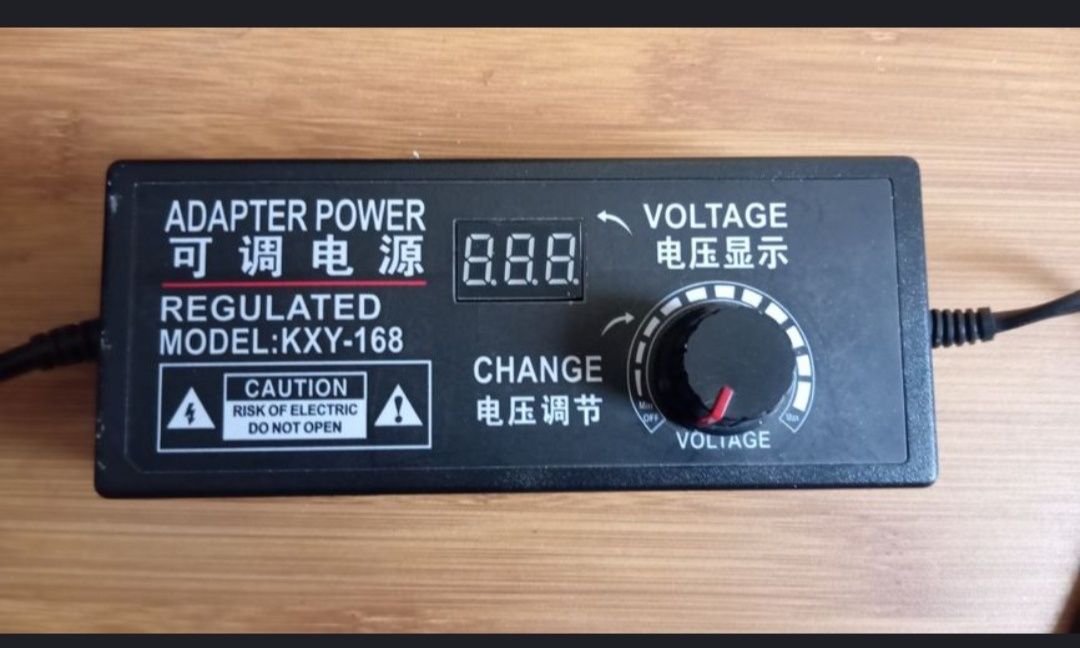 ADAPTER POWER
可调电源
REGULATED
MODEL:KXY-168
CAUTION
RISK OF ELECTRIC
DO NOT OPEN
8.8.8.
VOLTAGE
电压显示
CHANGE
电压调节
Min
OFF
Max
VOLTAGE